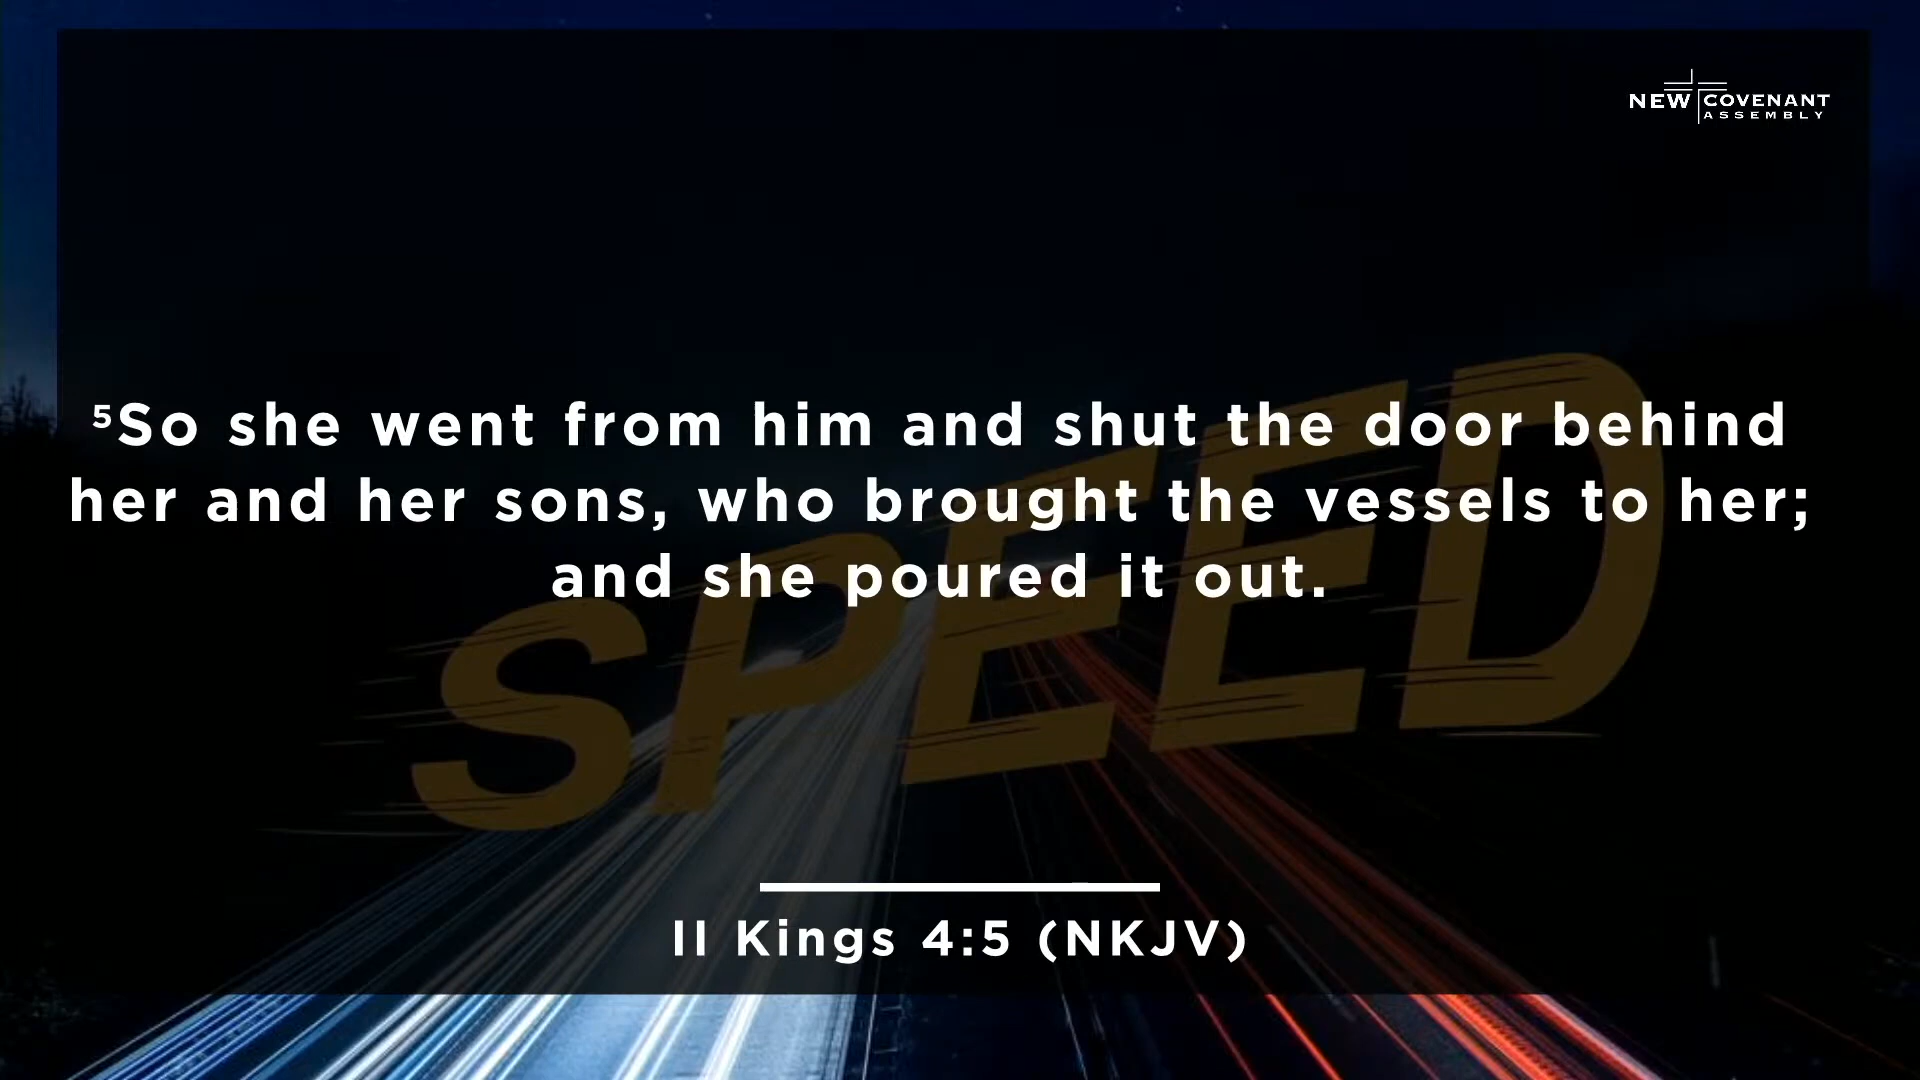 NEW COVENANT
ASSEMBLY
⁵So she went from him and shut the door behind
her and her sons, who brought the vessels to her;
and she poured it out.
SPEED
II Kings 4:5 (NKJV)